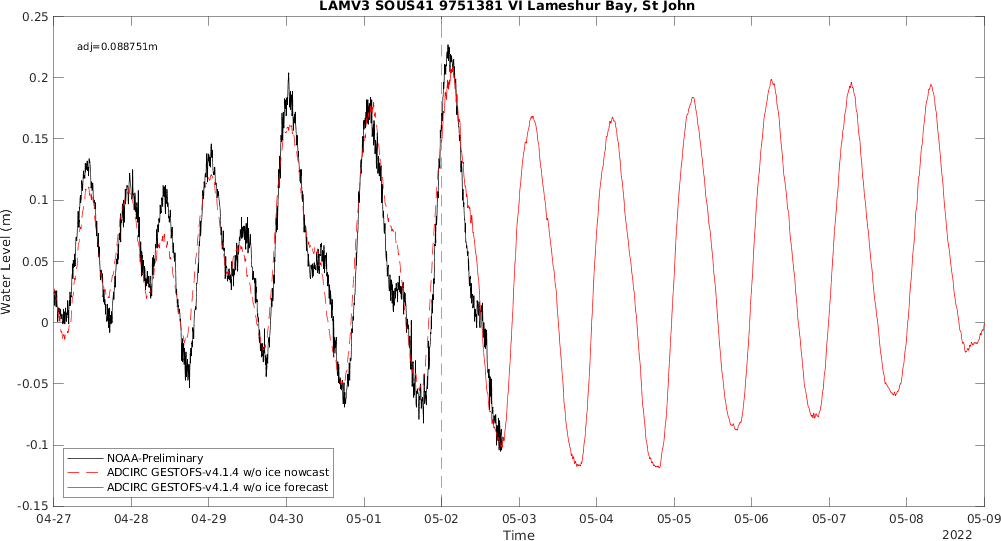 LAMV3 SOUS41 9751381 VI Lameshur Bay, St John
adj=0.088751m
Water Level (m)
0.25
0.2
0.15
0.1
0.05
0
-0.05
-0.1
-0.15
NOAA-Preliminary
ADCIRC GESTOFS-v4.1.4 w/o ice nowcast
ADCIRC GESTOFS-v4.1.4 w/o ice forecast
04-27 04-28 04-29 04-30 05-01 05-02 05-03 05-04 05-05 05-06 05-07 05-08 05-09
Time
2022